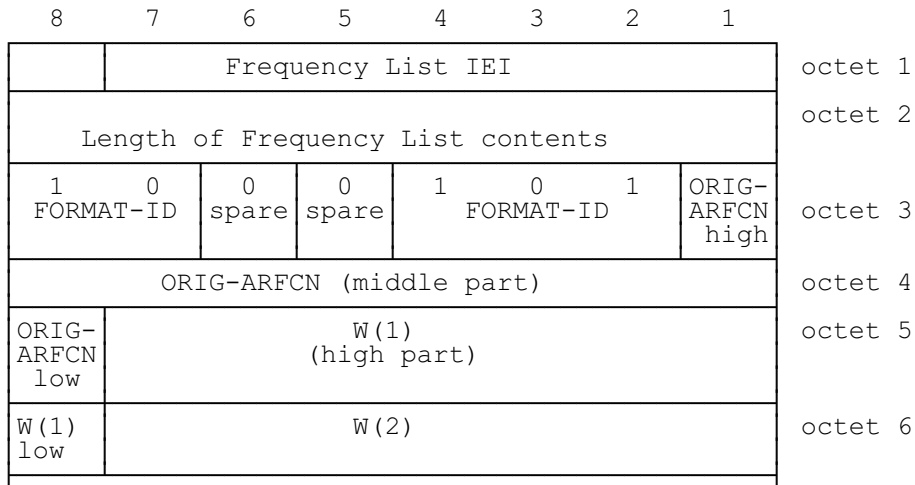 8 7 6 5 4 3 2 1
Frequency List IEI octet 1
octet 2
Length of Frequency List contents
1 0 0 0 1 0 1 ORIG-
FORMAT-ID spare spare FORMAT-ID ARFCN octet 3
high
ORIG-ARFCN (middle part) octet 4
ORIG- W(1) octet 5
ARFCN (high part)
low
W(1) W(2) octet 6
low